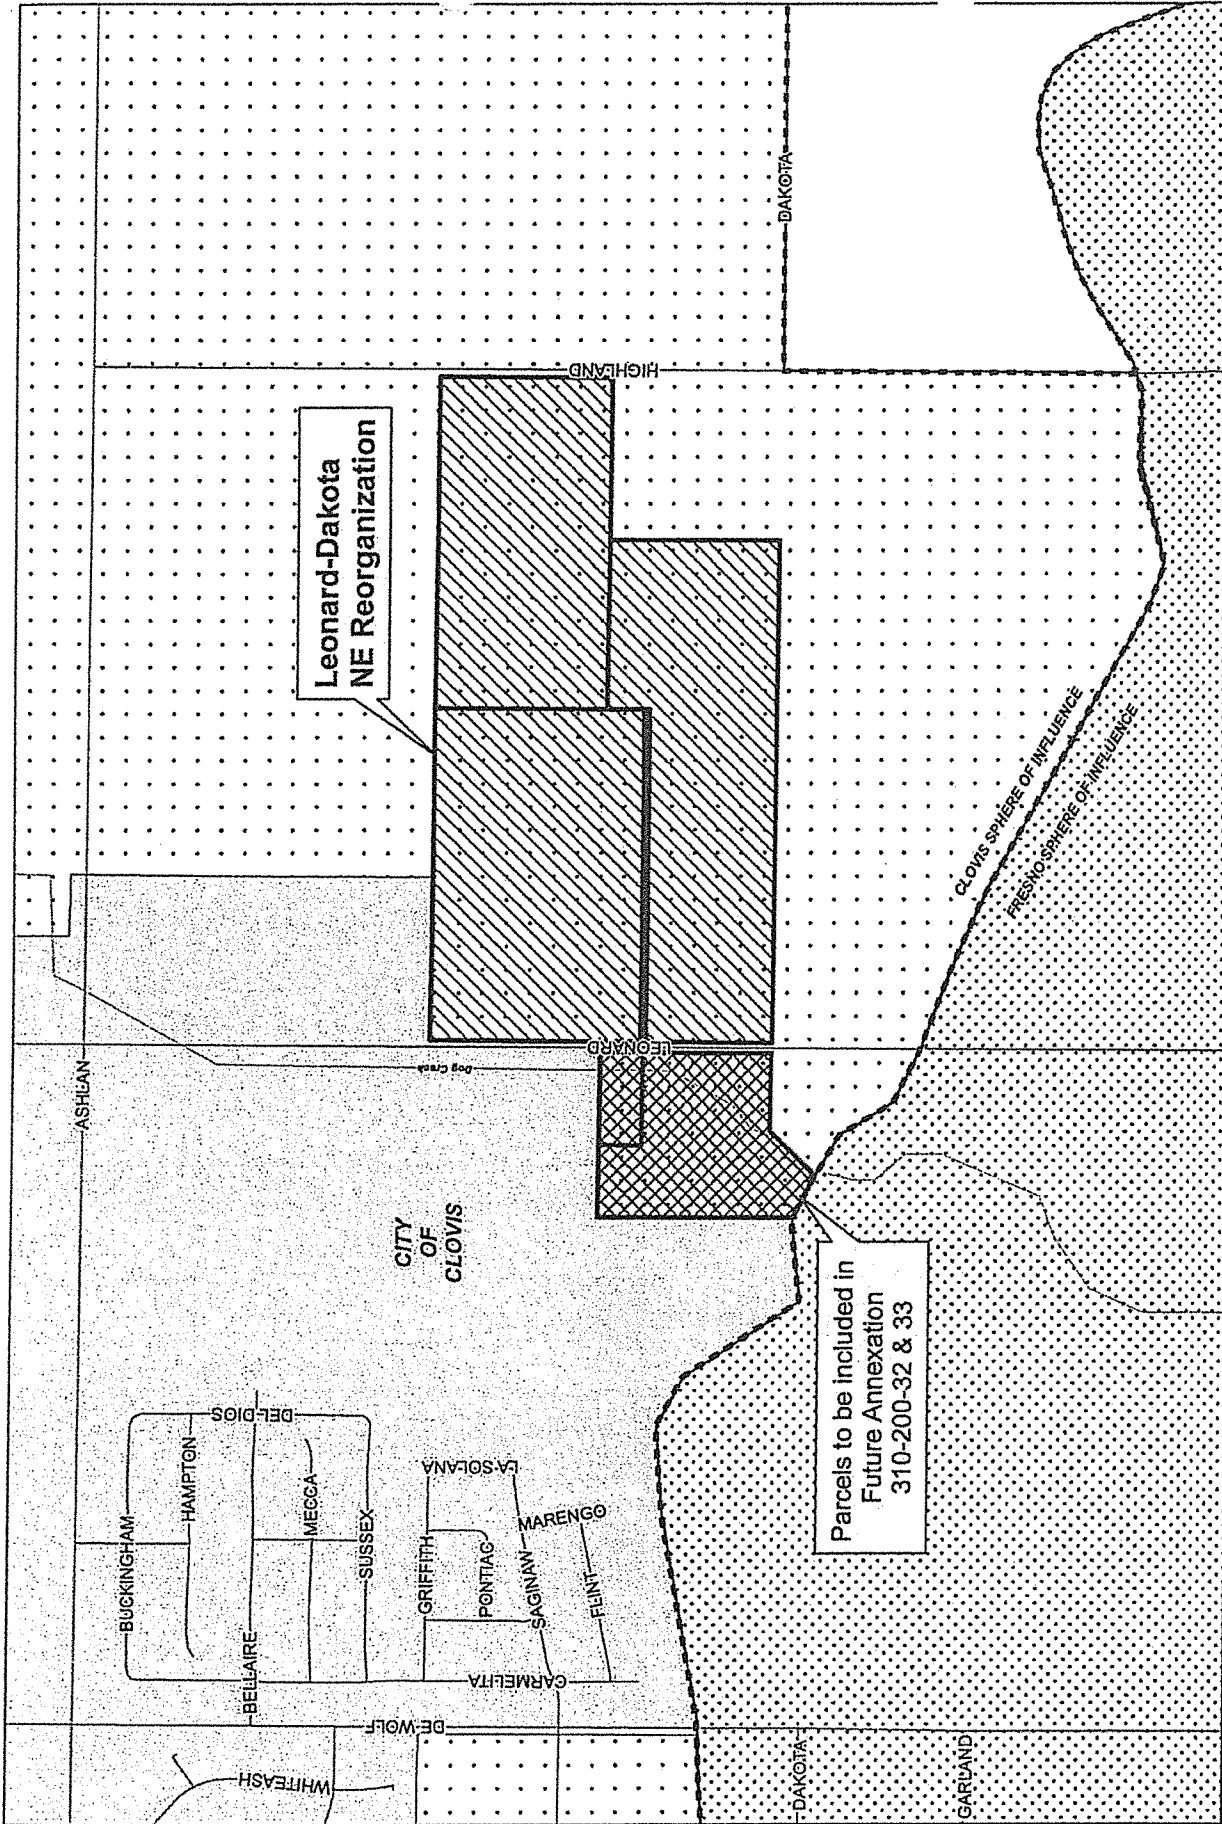 Leonard-Dakota
NE Reorganization
Parcels to be included in
Future Annexation
310-200-32 & 33
CITY
OF
CLOVIS
CLOVIS SPHERE OF INFLUENCE
FRESNO SPHERE OF INFLUENCE
ASHLAN
DAKOTA
HIGHLAND
LEONARD
Dog Creek
BUCKINGHAM
HAMPTON
DEL DIOS
BELLAIRE
MECCA
SUSSEX
GRIFFITH
LA SOLANA
PONTIAC
SAGINAW
MARENGO
FLINT
CARMELITA
DE WOLF
WHITEASH
DAKOTA
GARLAND